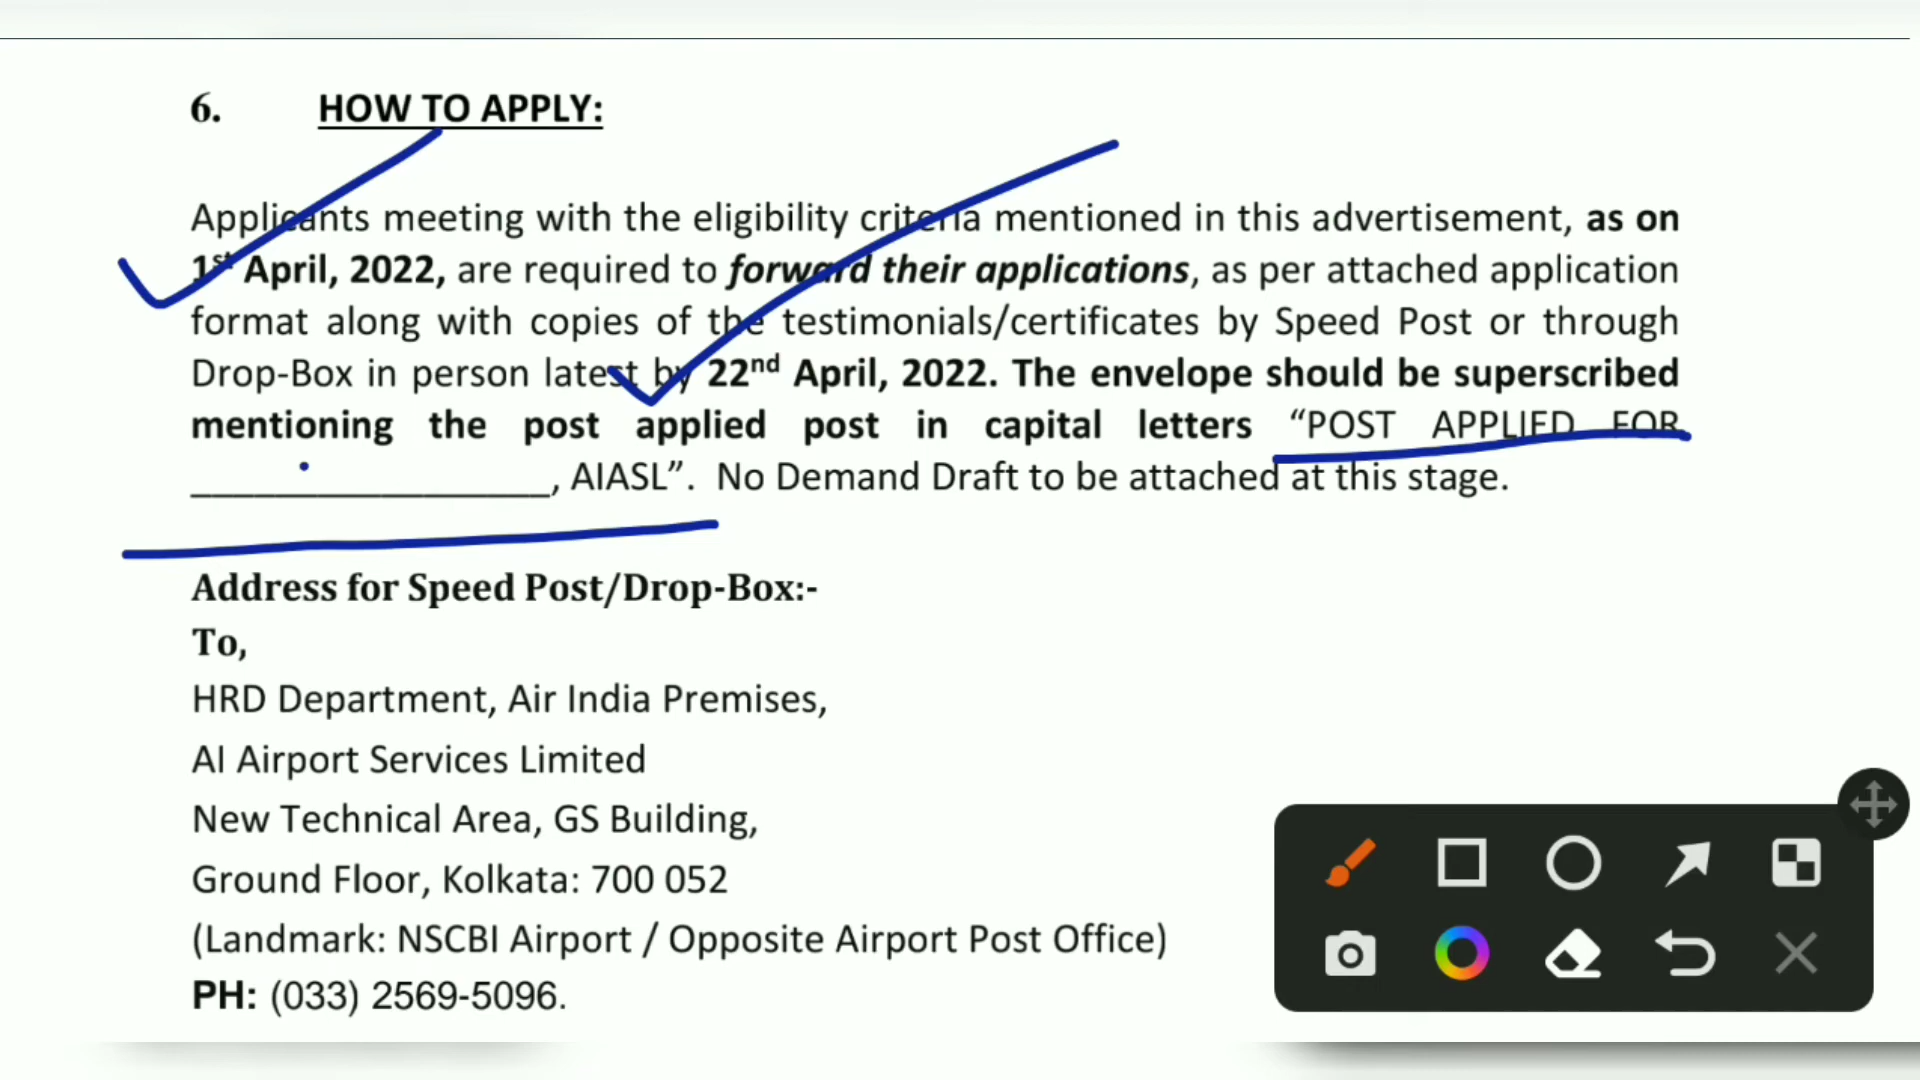 6. HOW TO APPLY:
Applicants meeting with the eligibility criteria mentioned in this advertisement, as on
1st April, 2022, are required to forward their applications, as per attached application
format along with copies of the testimonials/certificates by Speed Post or through
Drop-Box in person latest by 22nd April, 2022. The envelope should be superscribed
mentioning the post applied post in capital letters “POST APPLIED FOR
_________________, AIASL”. No Demand Draft to be attached at this stage.
Address for Speed Post/Drop-Box:-
To,
HRD Department, Air India Premises,
AI Airport Services Limited
New Technical Area, GS Building,
Ground Floor, Kolkata: 700 052
(Landmark: NSCBI Airport / Opposite Airport Post Office)
PH: (033) 2569-5096.